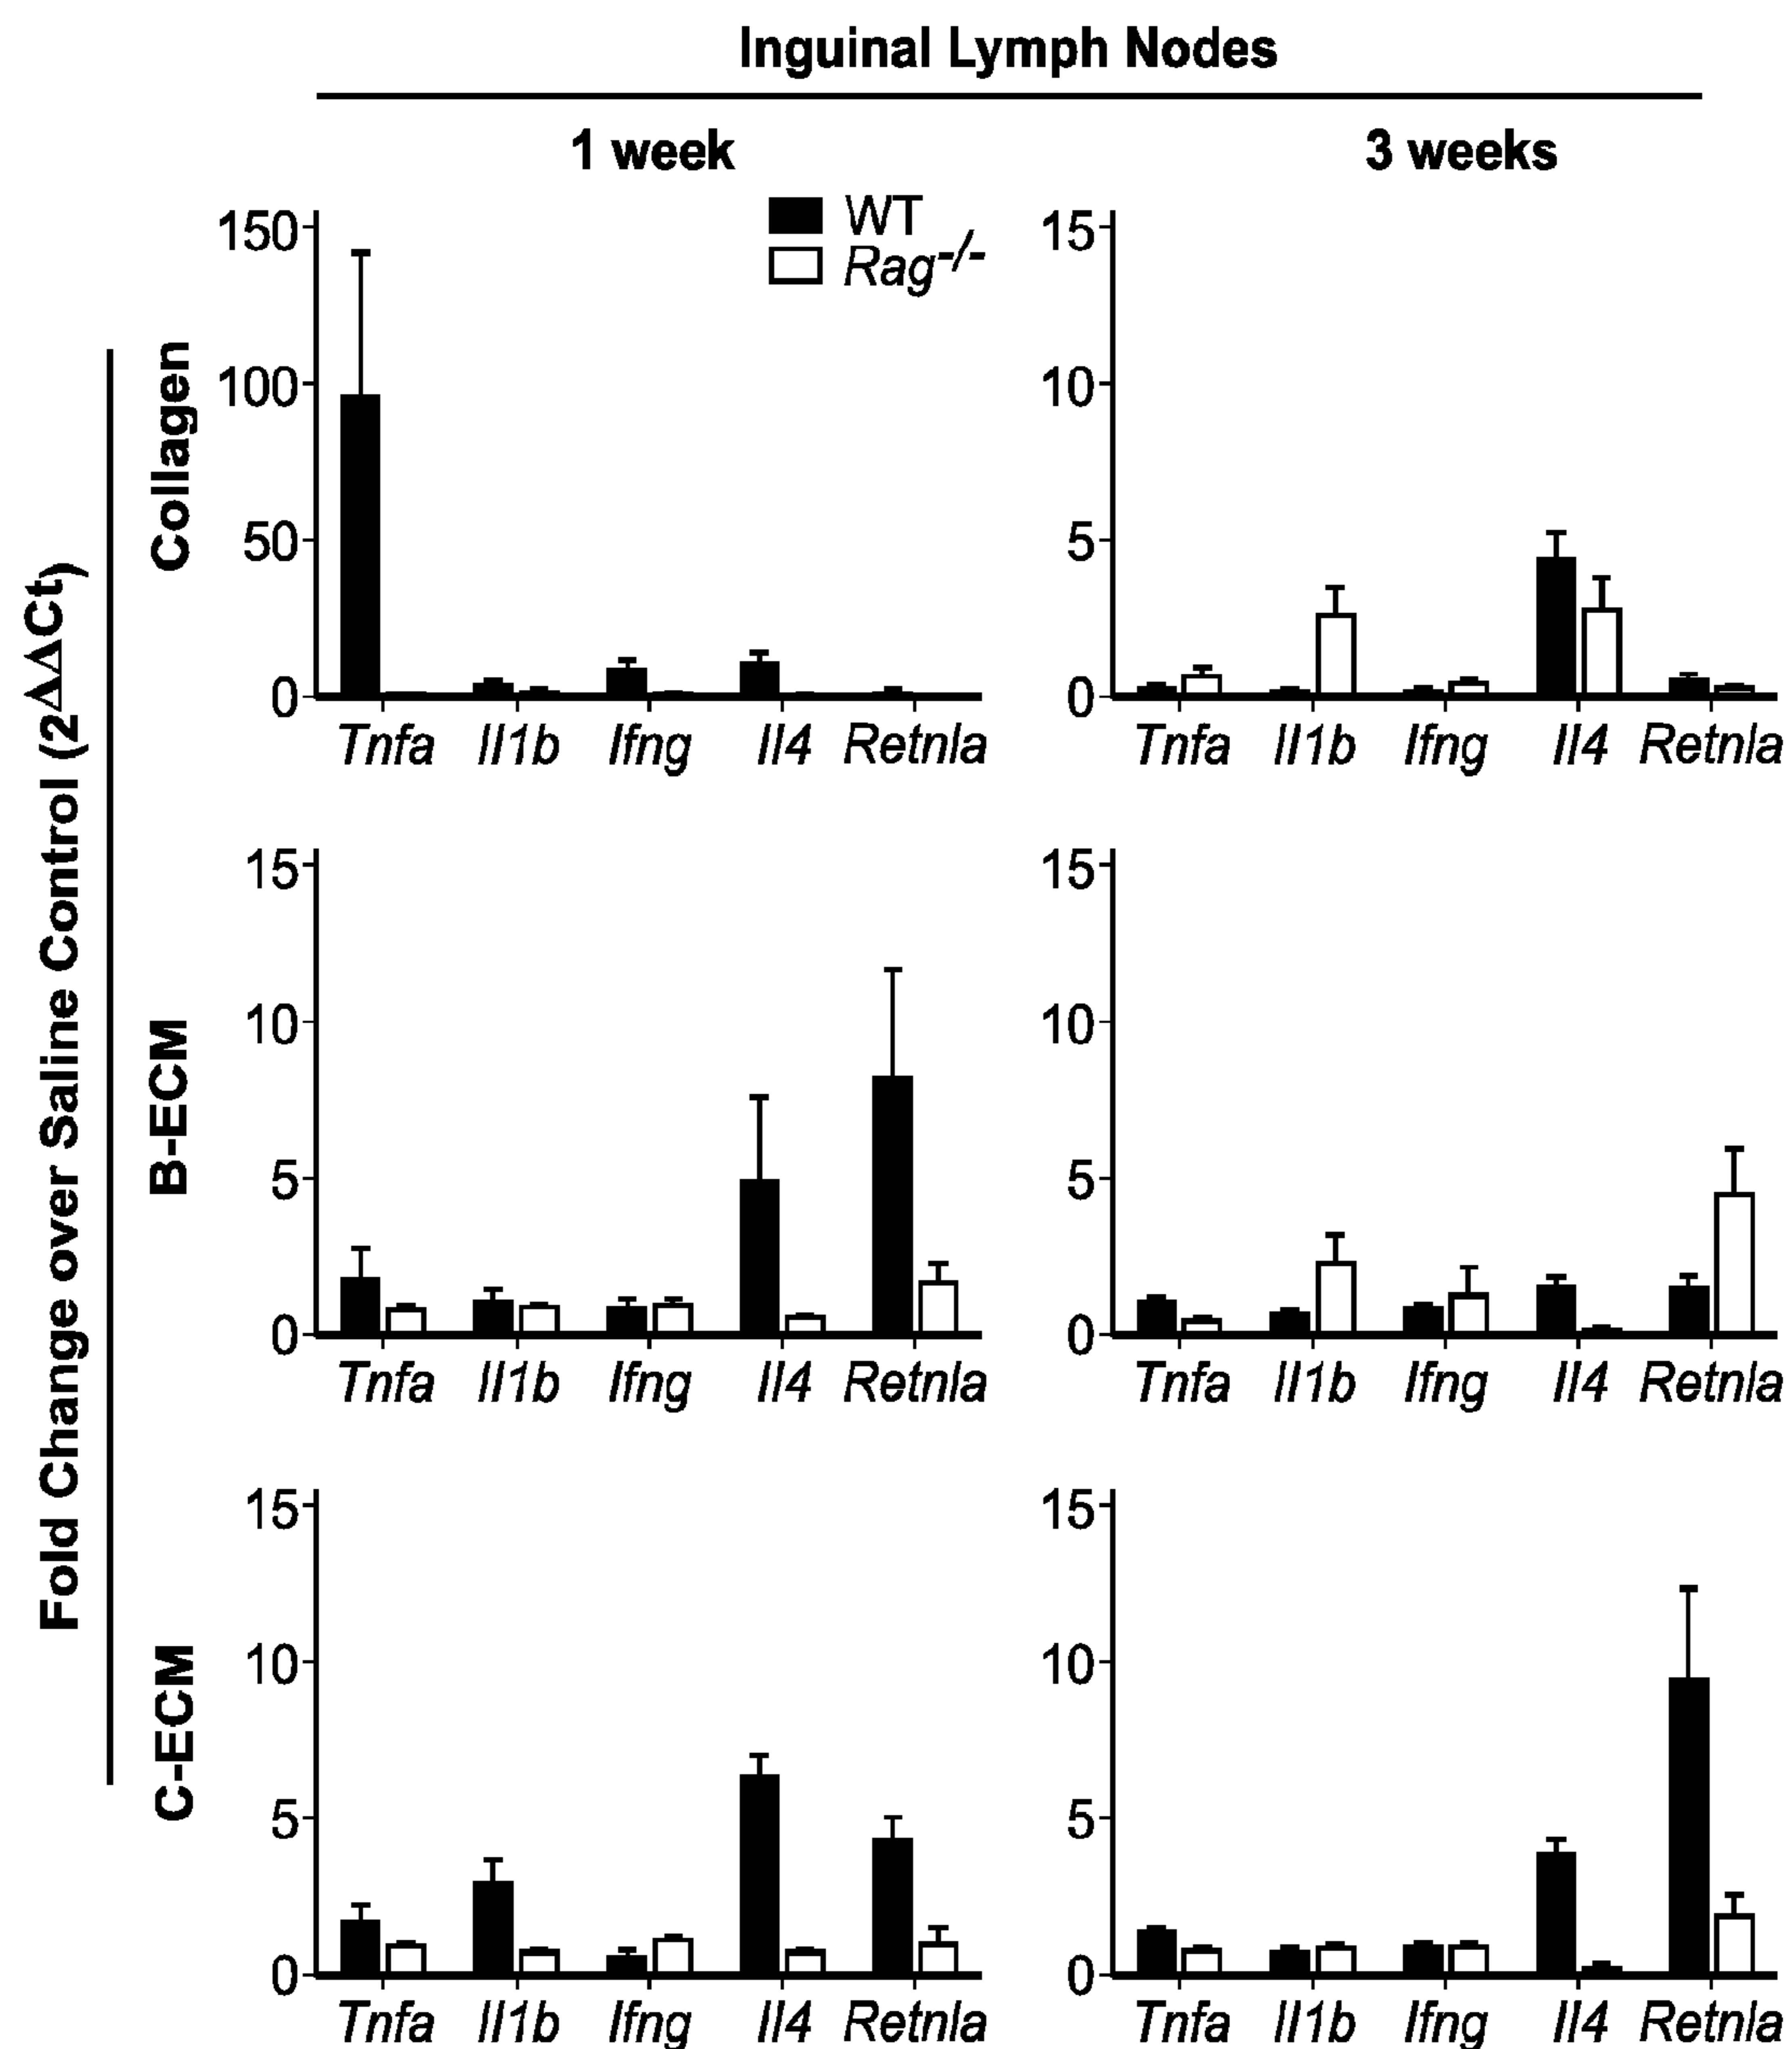 Inguinal Lymph Nodes
1 week
3 weeks
WT
Rag-/-
Fold Change over Saline Control (2ΔΔCt)
Collagen
150
100
50
0
Tnfa Il1b Ifng Il4 Retnla
15
10
5
0
Tnfa Il1b Ifng Il4 Retnla
B-ECM
15
10
5
0
Tnfa Il1b Ifng Il4 Retnla
15
10
5
0
Tnfa Il1b Ifng Il4 Retnla
C-ECM
15
10
5
0
Tnfa Il1b Ifng Il4 Retnla
15
10
5
0
Tnfa Il1b Ifng Il4 Retnla